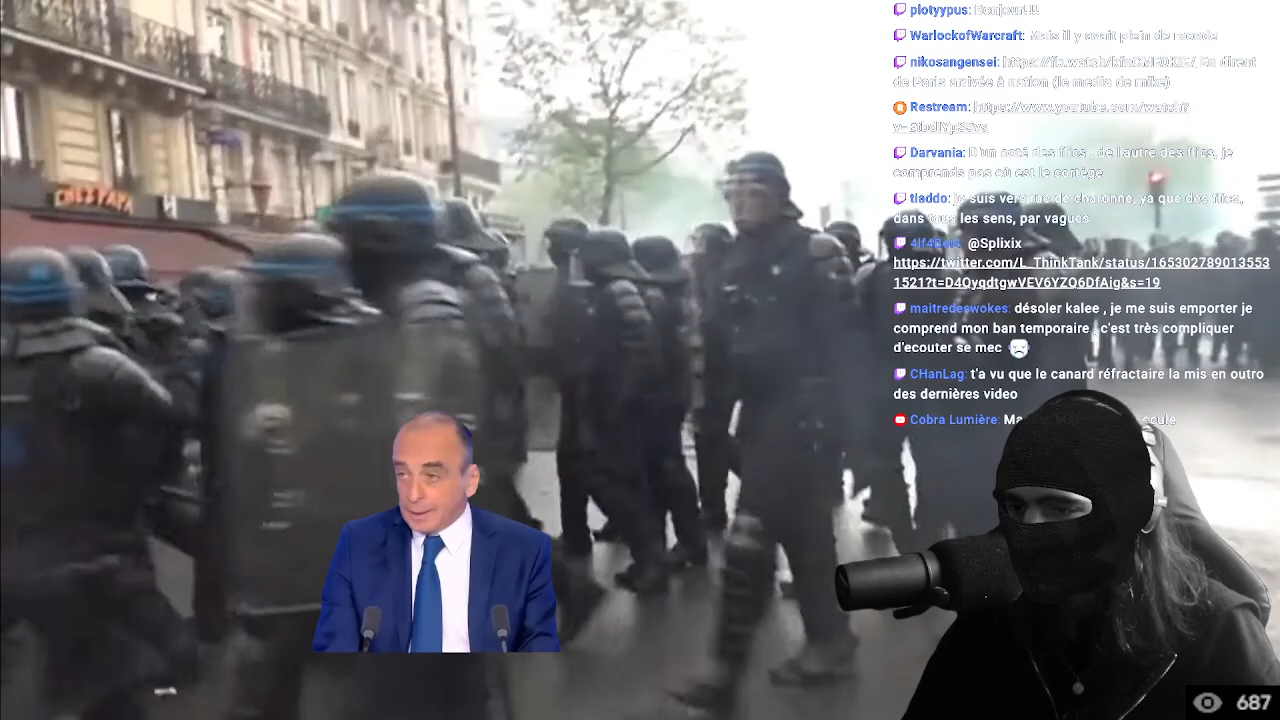 plotyypus: Bonjour!!!
WarlockofWarcraft: Mais il y avait plein de monde
nikosangensei: En direct
de Paris arrivée à nation (le media de mike)
Restream: https://www.youtube.com/watch?
Darvania: D'un coté des flics , de l'autre des flics, je
comprends pas où est le cortège
tladdo: je suis vers rue de charonne, ya que des flics,
dans tous les sens, par vagues
@Splixix
https://twitter.com/L_ThinkTank/status/165302789013553
1521?t=D4QyqdtgwVEV6YZQ6DfAig&s=19
maitredeswokes: désoler kalee , je me suis emporter je
comprend mon ban temporaire , c'est très compliquer
d'ecouter se mec
CHanLag: t'a vu que le canard réfractaire la mis en outro
des dernières video
Cobra Lumière:
687